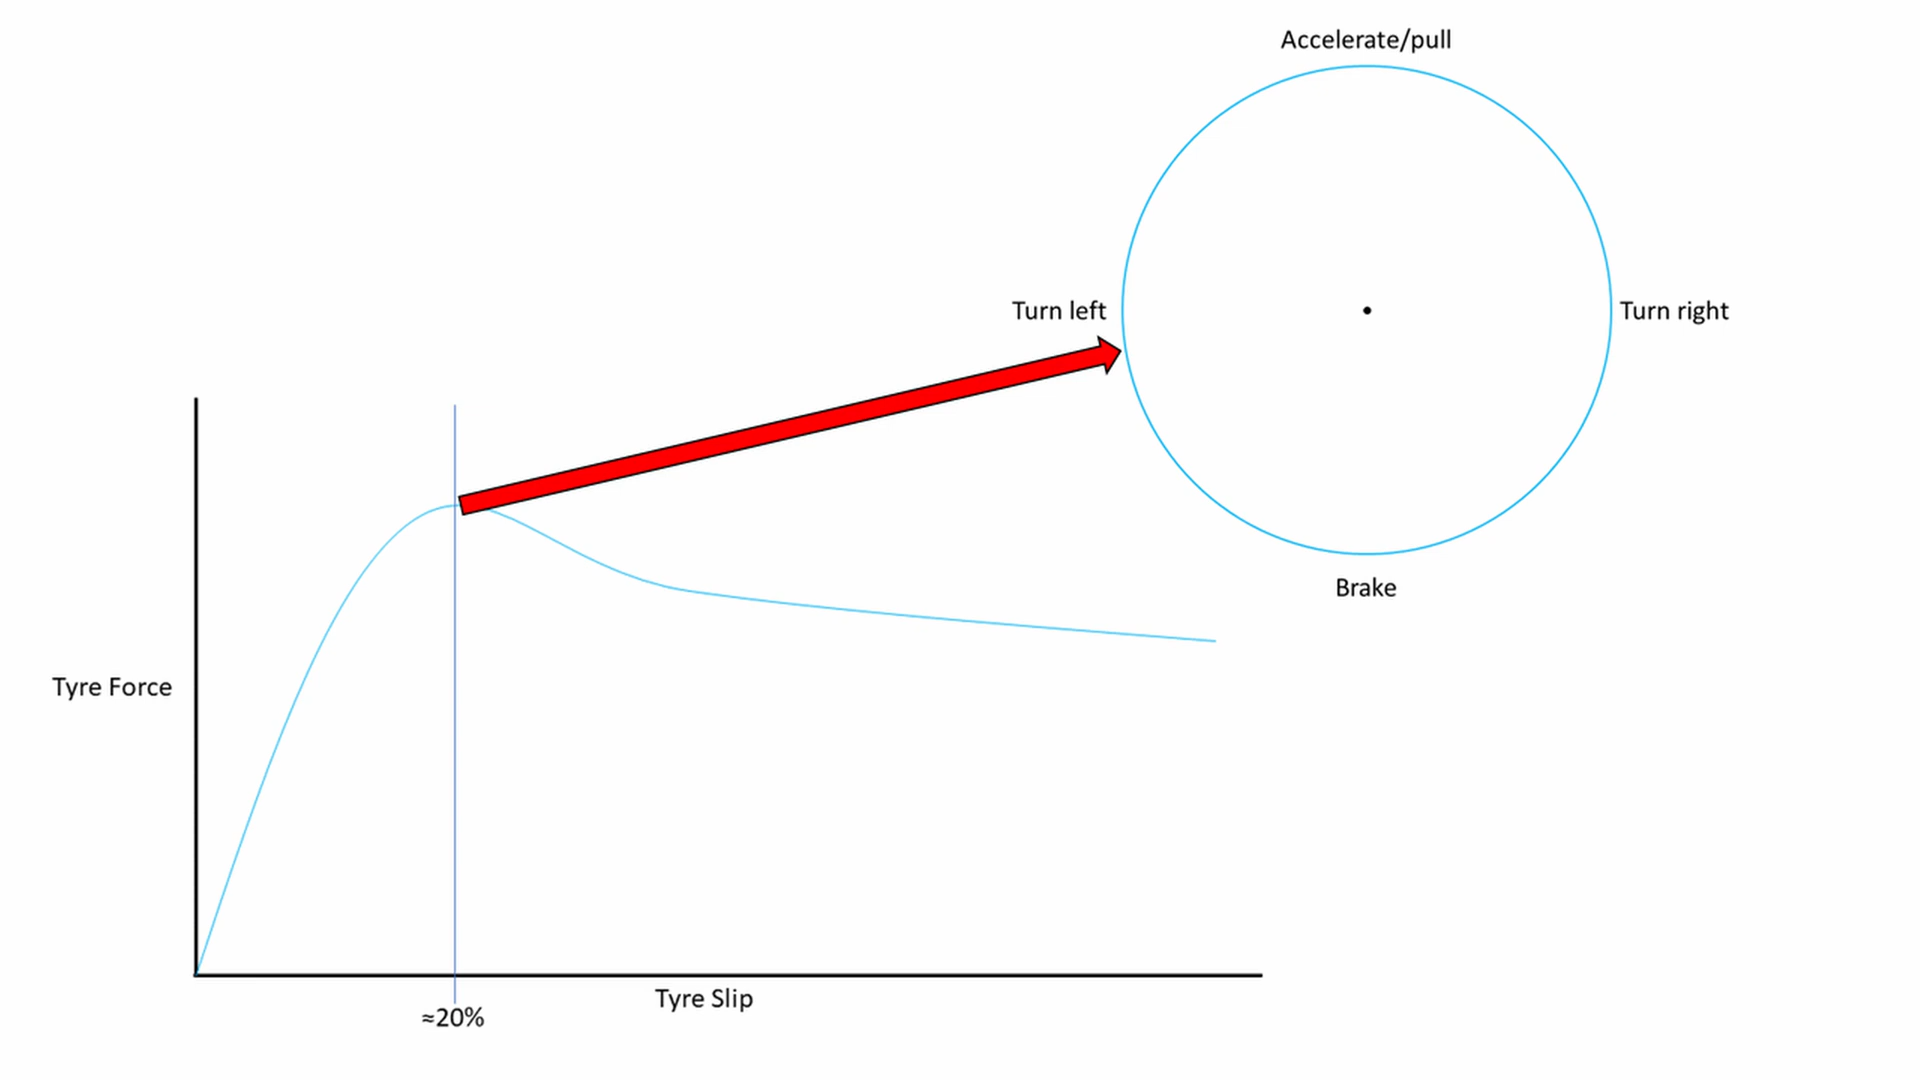 Accelerate/pull
Turn left
Turn right
Brake
Tyre Force
Tyre Slip
≈20%